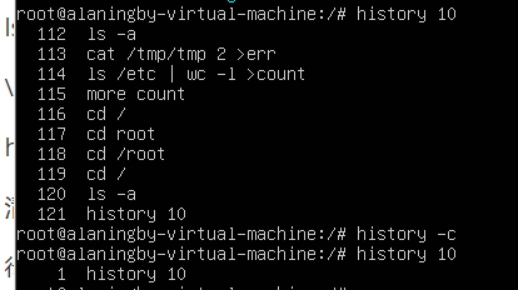 root@alaningby-virtual-machine:/# history 10
112 ls -a
113 cat /tmp/tmp 2 >err
114 ls /etc | wc -l >count
115 more count
116 cd /
117 cd root
118 cd /root
119 cd /
120 ls -a
121 history 10
root@alaningby-virtual-machine:/# history -c
root@alaningby-virtual-machine:/# history 10
1 history 10